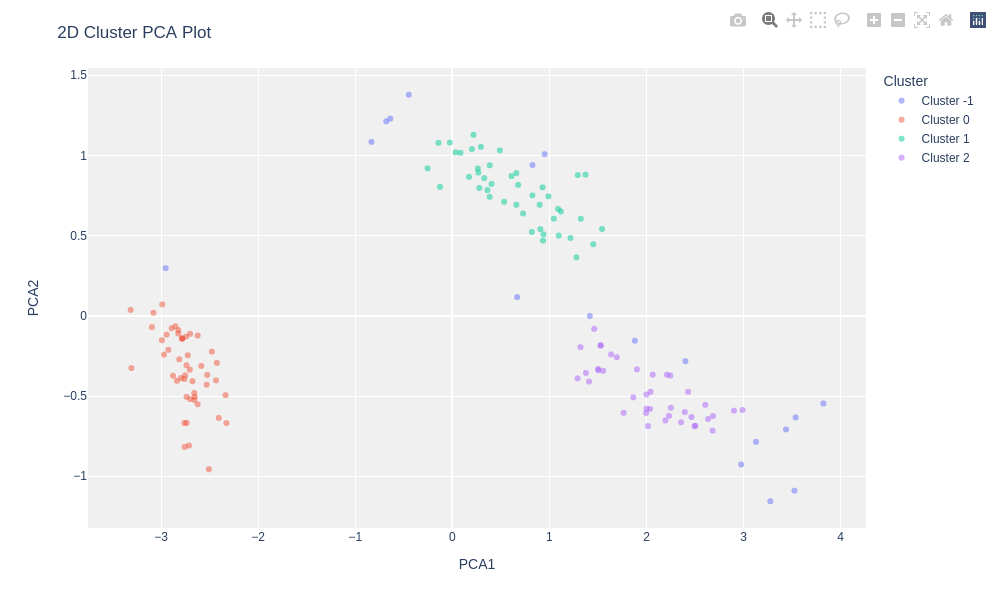 2D Cluster PCA Plot
Cluster
Cluster -1
Cluster 0
Cluster 1
Cluster 2
1.5
1
0.5
0
−0.5
−1
PCA2
−3
−2
−1
0
1
2
3
4
PCA1